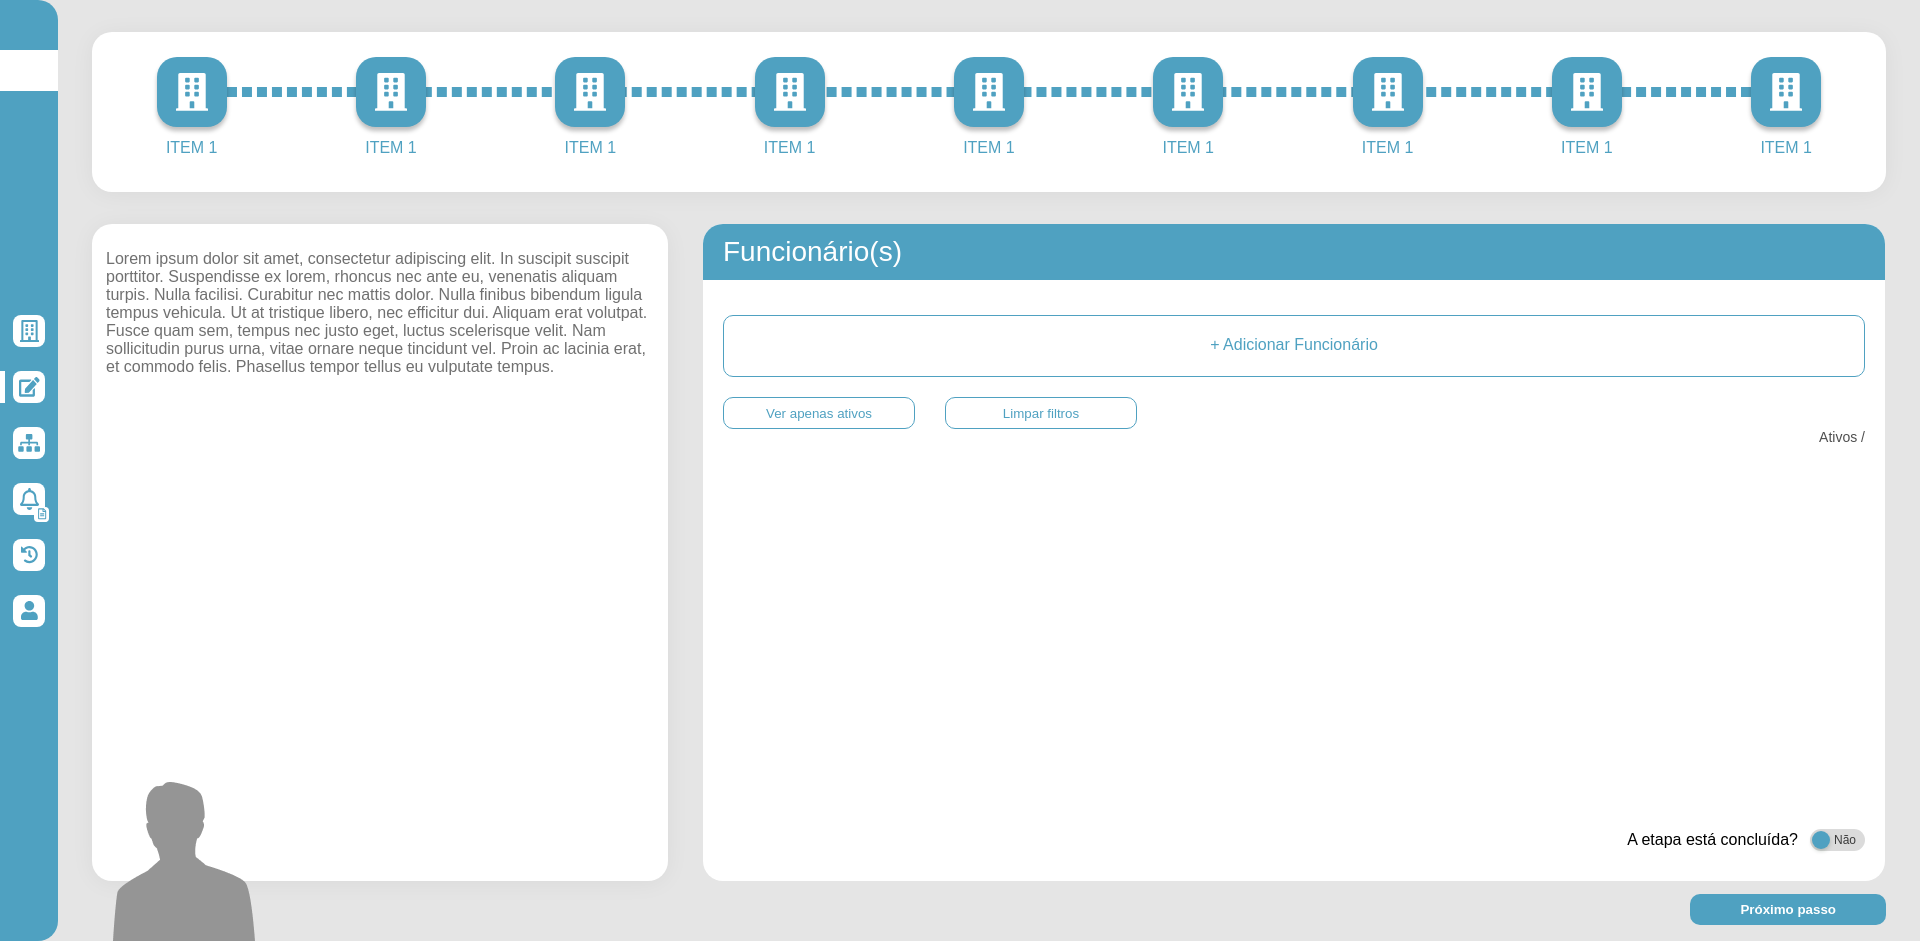 ITEM 1 ITEM 1 ITEM 1 ITEM 1 ITEM 1 ITEM 1 ITEM 1 ITEM 1 ITEM 1
Lorem ipsum dolor sit amet, consectetur adipiscing elit. In suscipit suscipit
porttitor. Suspendisse ex lorem, rhoncus nec ante eu, venenatis aliquam
turpis. Nulla facilisi. Curabitur nec mattis dolor. Nulla finibus bibendum ligula
tempus vehicula. Ut at tristique libero, nec efficitur dui. Aliquam erat volutpat.
Fusce quam sem, tempus nec justo eget, luctus scelerisque velit. Nam
sollicitudin purus urna, vitae ornare neque tincidunt vel. Proin ac lacinia erat,
et commodo felis. Phasellus tempor tellus eu vulputate tempus.
Funcionário(s)
+ Adicionar Funcionário
Ver apenas ativos Limpar filtros
Ativos /
A etapa está concluída? Não
Próximo passo